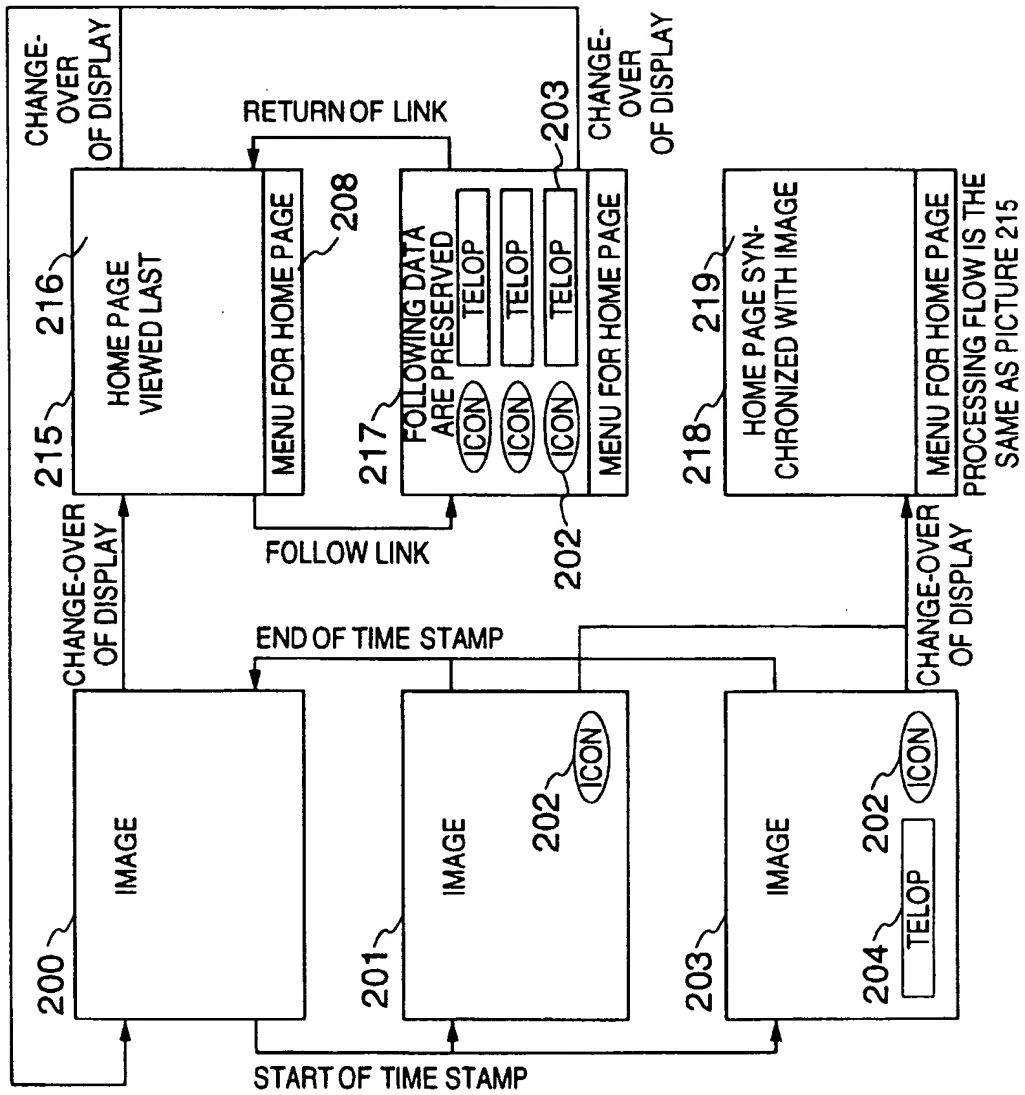 200
IMAGE
START OF TIME STAMP
201
IMAGE
202
ICON
END OF TIME STAMP
203
IMAGE
204
TELOP
202
ICON
CHANGE-
OVER
OF DISPLAY
CHANGE-OVER
OF DISPLAY
215
216
HOME PAGE
VIEWED LAST
MENU FOR HOME PAGE
208
FOLLOW LINK
RETURN OF LINK
217
FOLLOWING DATA
ARE PRESERVED
ICON
TELOP
ICON
TELOP
ICON
TELOP
202
203
MENU FOR HOME PAGE
CHANGE-
OVER
OF DISPLAY
CHANGE-OVER
OF DISPLAY
218
219
HOME PAGE SYN-
CHRONIZED WITH IMAGE
MENU FOR HOME PAGE
PROCESSING FLOW IS THE
SAME AS PICTURE 215